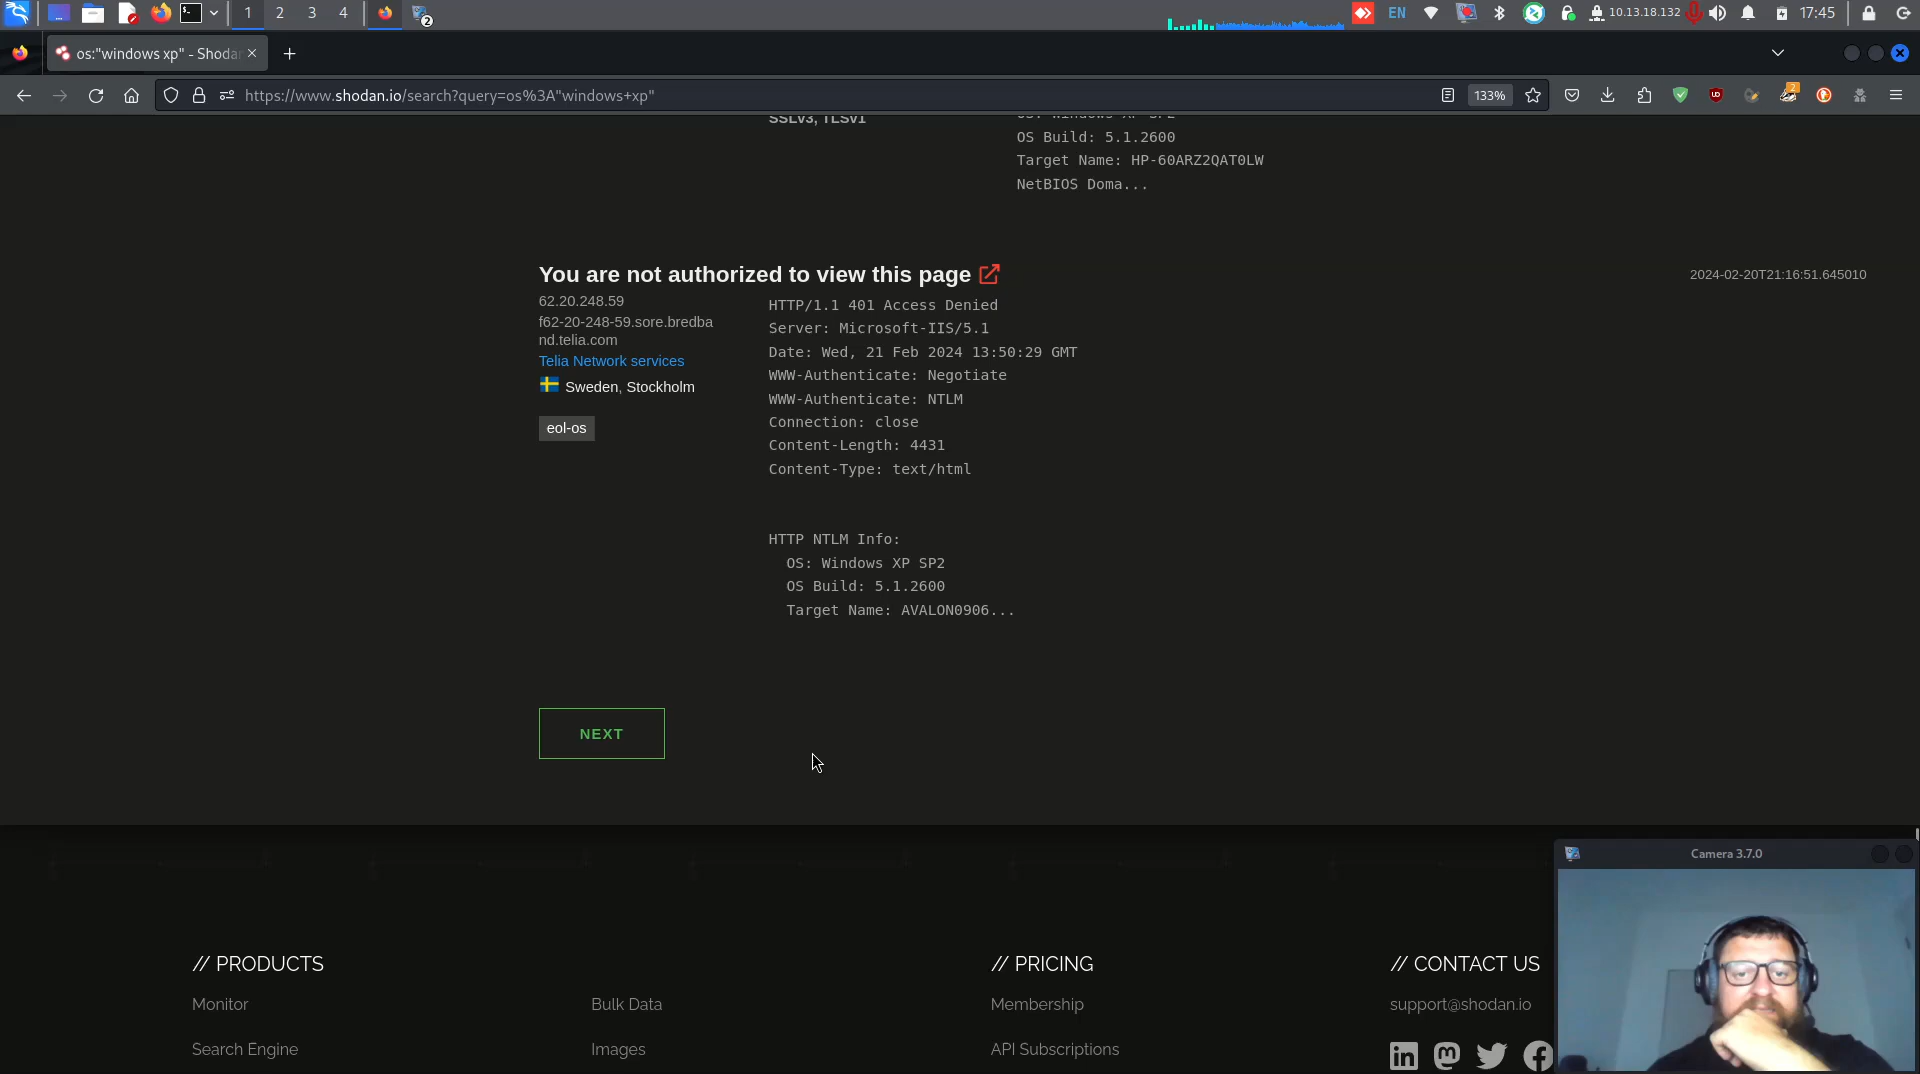 1 2 3 4
2
EN
10.13.18.132
17:45
os:"windows xp" - Shodan
https://www.shodan.io/search?query=os%3A"windows+xp"
133%
2
SSLv3, TLSv1
OS: Windows XP SP2
OS Build: 5.1.2600
Target Name: HP-60ARZ2QAT0LW
NetBIOS Doma...
You are not authorized to view this page
2024-02-20T21:16:51.645010
62.20.248.59
f62-20-248-59.sore.bredba
nd.telia.com
Telia Network services
Sweden, Stockholm
eol-os
HTTP/1.1 401 Access Denied
Server: Microsoft-IIS/5.1
Date: Wed, 21 Feb 2024 13:50:29 GMT
WWW-Authenticate: Negotiate
WWW-Authenticate: NTLM
Connection: close
Content-Length: 4431
Content-Type: text/html
HTTP NTLM Info:
OS: Windows XP SP2
OS Build: 5.1.2600
Target Name: AVALON0906...
NEXT
Camera 3.7.0
// PRODUCTS
Monitor
Search Engine
Bulk Data
Images
// PRICING
Membership
API Subscriptions
// CONTACT US
support@shodan.io